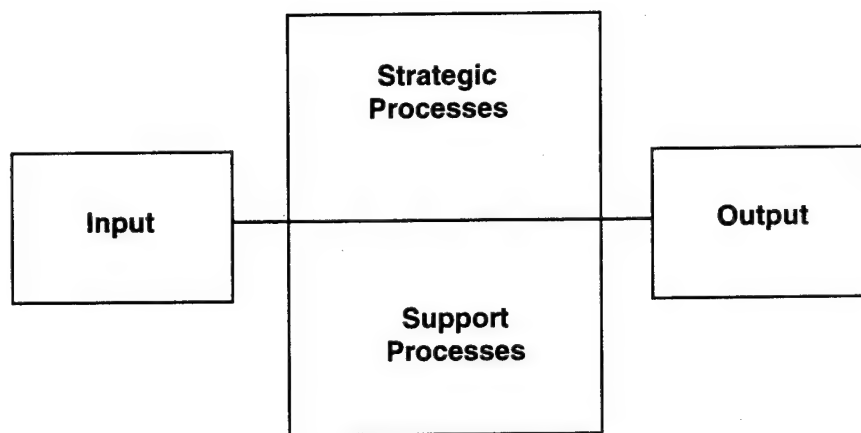 Strategic
Processes
Input
Output
Support
Processes